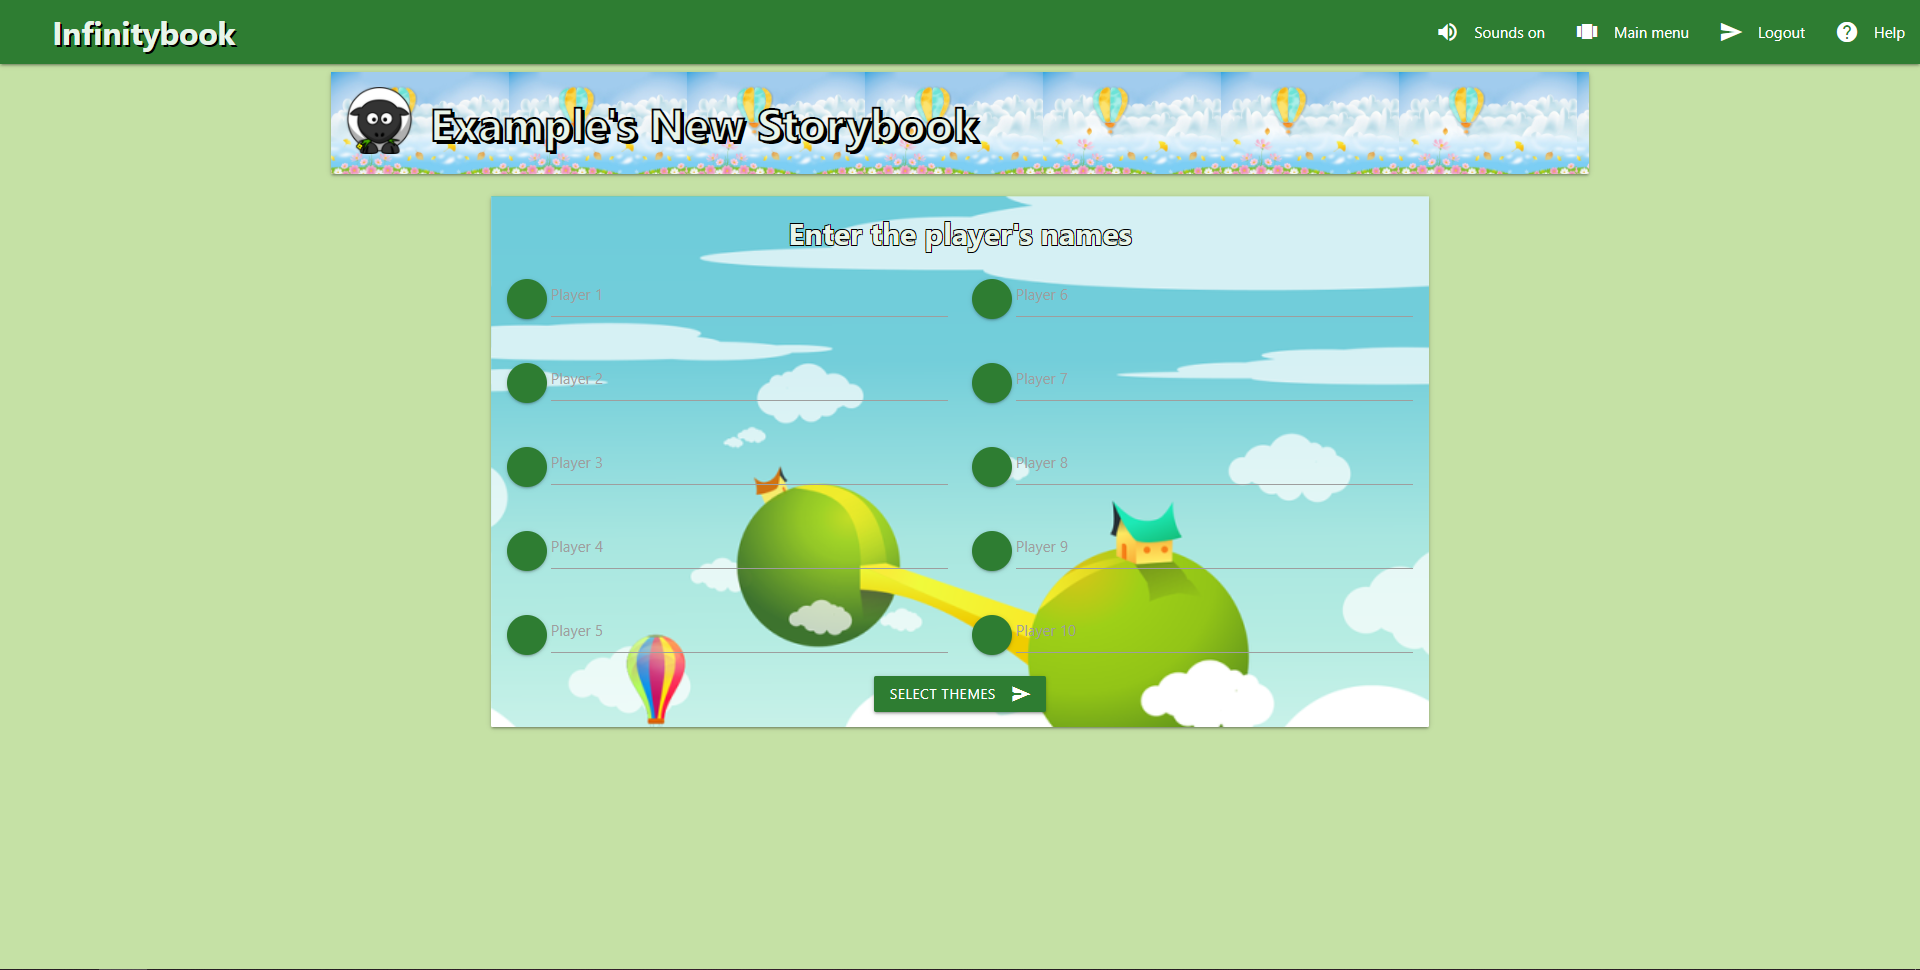 Infinitybook
Sounds on
Main menu
Logout
Help
Example's New Storybook
Enter the player's names
Player 1
Player 6
Player 2
Player 7
Player 3
Player 8
Player 4
Player 9
Player 5
Player 10
SELECT THEMES